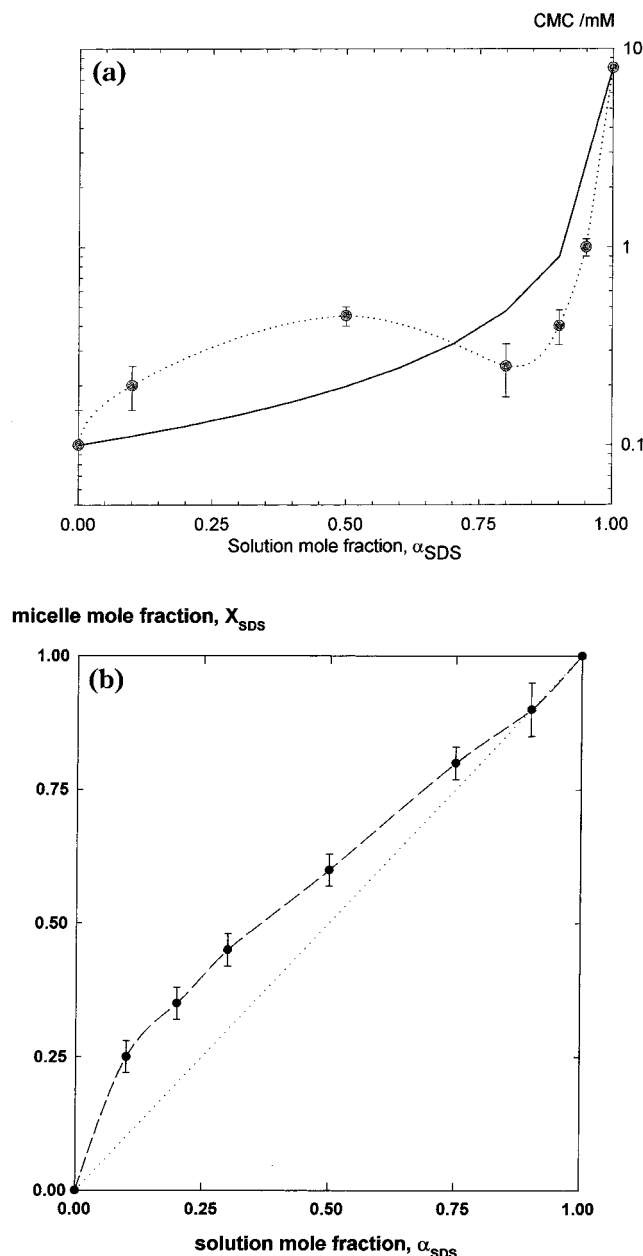 CMC /mM
(a)
10
1
0.1
0.00 0.25 0.50 0.75 1.00
Solution mole fraction, αSDS
micelle mole fraction, XSDS
1.00
(b)
0.75
0.50
0.25
0.00
0.00 0.25 0.50 0.75 1.00
solution mole fraction, αSDS